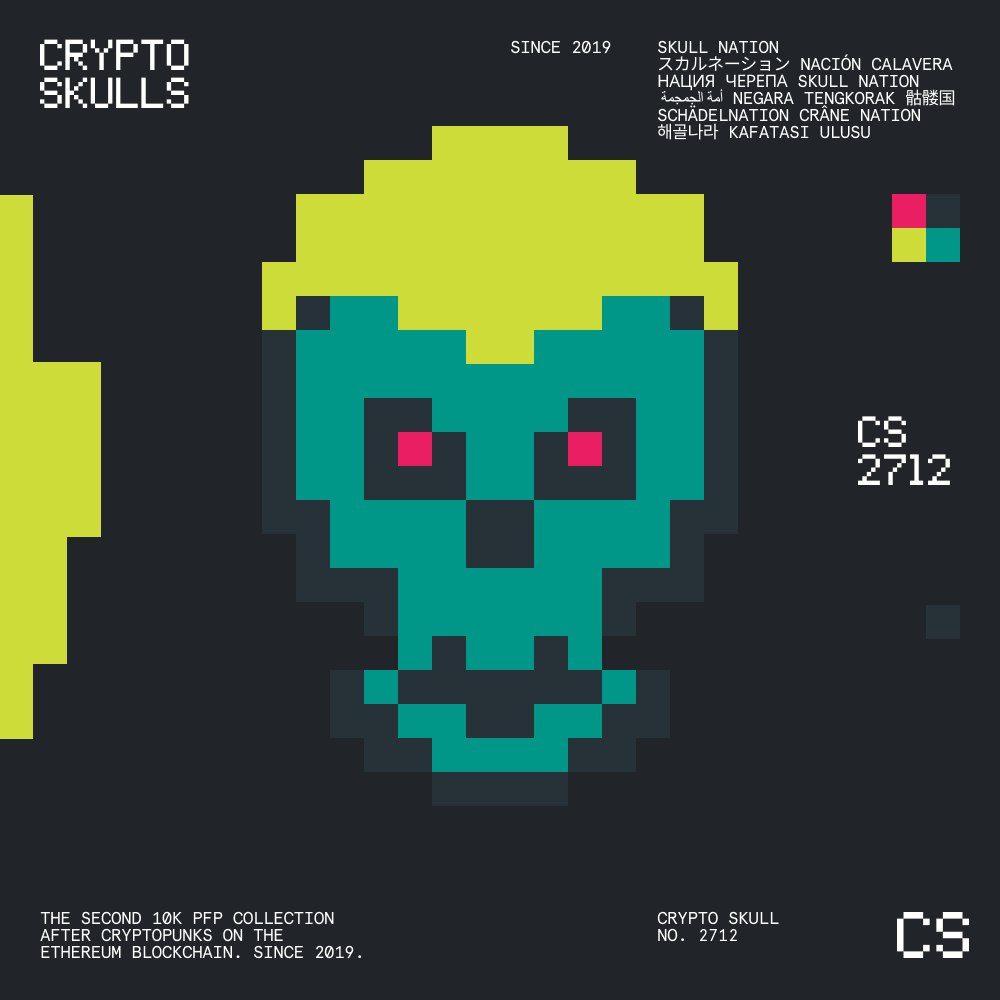 CRYPTO
SKULLS
SINCE 2019
SKULL NATION
スカルネーション NACIÓN CALAVERA
НАЦИЯ ЧЕРЕПА SKULL NATION
أمة الجمجمة NEGARA TENGKORAK 骷髅国
SCHÄDELNATION CRÂNE NATION
해골나라 KAFATASI ULUSU
CS
2712
THE SECOND 10K PFP COLLECTION
AFTER CRYPTOPUNKS ON THE
ETHEREUM BLOCKCHAIN. SINCE 2019.
CRYPTO SKULL
NO. 2712
CS